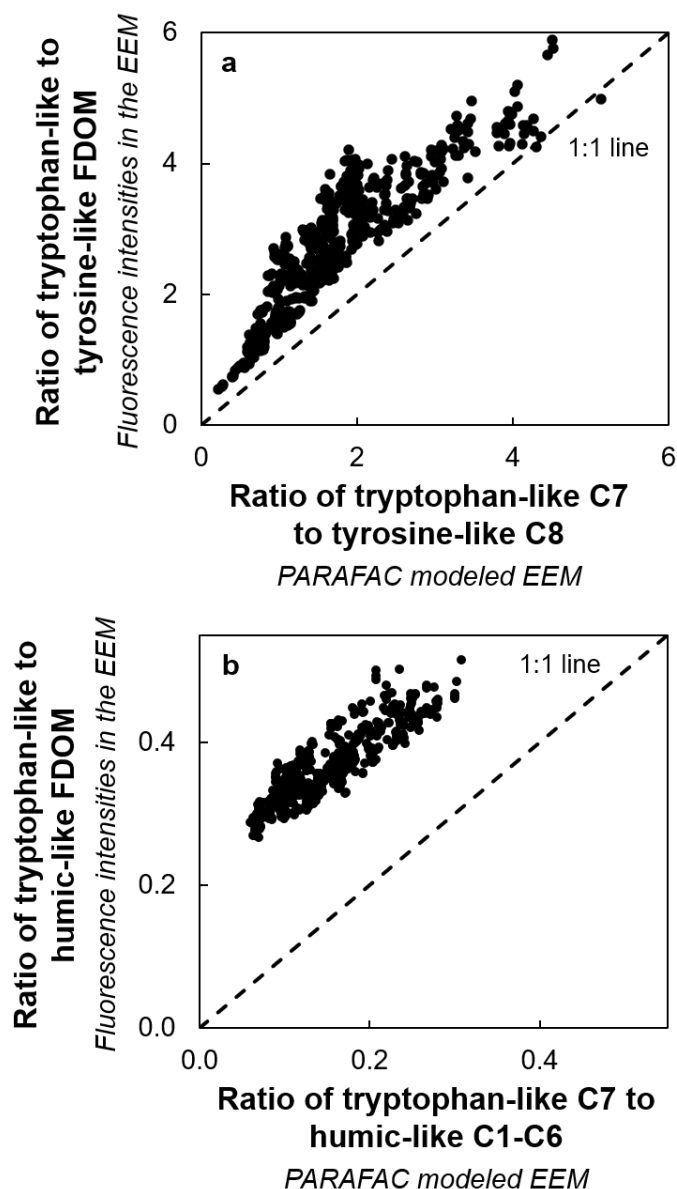 6
a
1:1 line
4
2
0
Ratio of tryptophan-like to
tyrosine-like FDOM
Fluorescence intensities in the EEM
0
2
4
6
Ratio of tryptophan-like C7
to tyrosine-like C8
PARAFAC modeled EEM
b
1:1 line
0.4
0.2
0.0
Ratio of tryptophan-like to
humic-like FDOM
Fluorescence intensities in the EEM
0.0
0.2
0.4
Ratio of tryptophan-like C7 to
humic-like C1-C6
PARAFAC modeled EEM